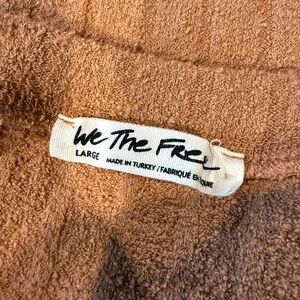 We The Free
LARGE MADE IN TURKEY / FABRIQUÉ EN